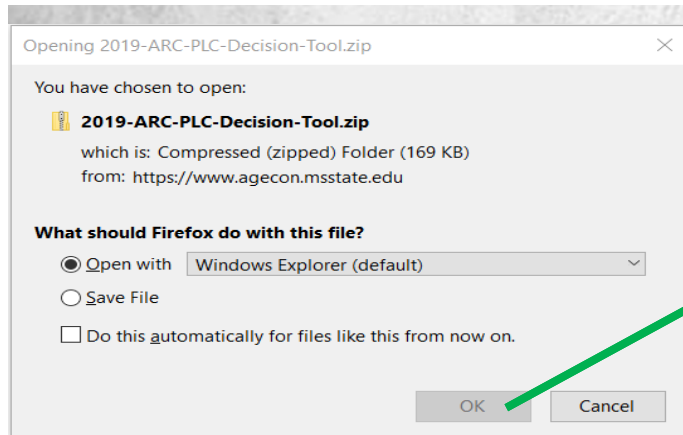 Opening 2019-ARC-PLC-Decision-Tool.zip
You have chosen to open:
2019-ARC-PLC-Decision-Tool.zip
which is: Compressed (zipped) Folder (169 KB)
from: https://www.agecon.msstate.edu
What should Firefox do with this file?
Open with Windows Explorer (default)
Save File
Do this automatically for files like this from now on.
OK Cancel